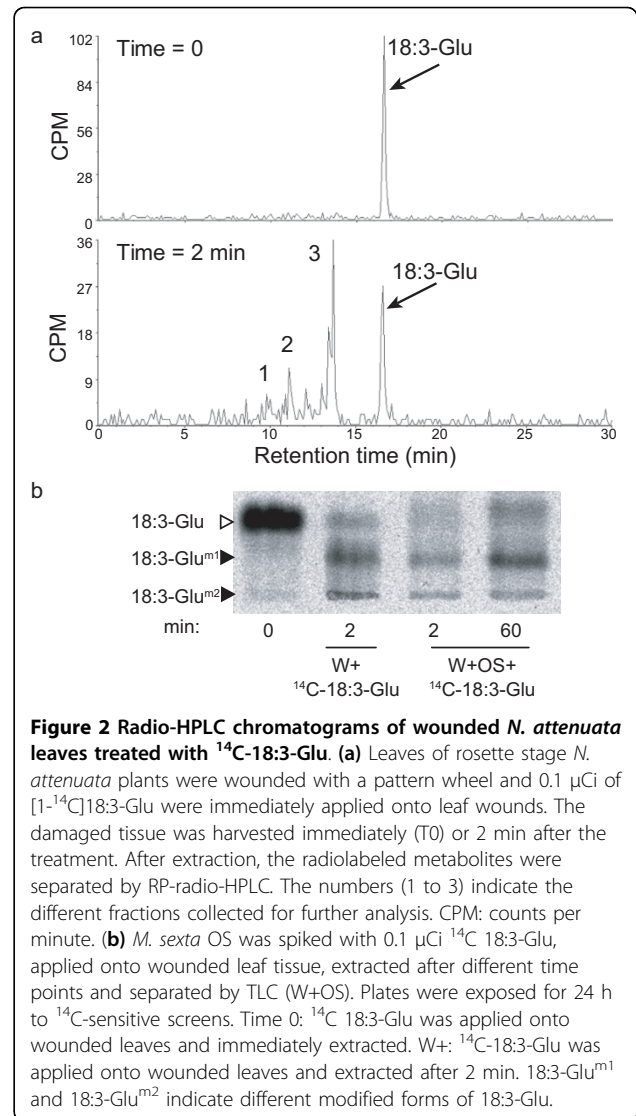 a
Time = 0
18:3-Glu
102
84
56
28
0
CPM
Time = 2 min
3
18:3-Glu
2
1
36
27
18
9
0
CPM
0 5 10 15 20 25 30
Retention time (min)
b
18:3-Glu
18:3-Gluᵐ¹
18:3-Gluᵐ²
min: 0 2 2 60
W+ W+OS+
¹⁴C-18:3-Glu ¹⁴C-18:3-Glu
Figure 2 Radio-HPLC chromatograms of wounded N. attenuata
leaves treated with ¹⁴C-18:3-Glu. (a) Leaves of rosette stage N.
attenuata plants were wounded with a pattern wheel and 0.1 μCi of
[1-¹⁴C]18:3-Glu were immediately applied onto leaf wounds. The
damaged tissue was harvested immediately (T0) or 2 min after the
treatment. After extraction, the radiolabeled metabolites were
separated by RP-radio-HPLC. The numbers (1 to 3) indicate the
different fractions collected for further analysis. CPM: counts per
minute. (b) M. sexta OS was spiked with 0.1 μCi ¹⁴C 18:3-Glu,
applied onto wounded leaf tissue, extracted after different time
points and separated by TLC (W+OS). Plates were exposed for 24 h
to ¹⁴C-sensitive screens. Time 0: ¹⁴C 18:3-Glu was applied onto
wounded leaves and immediately extracted. W+: ¹⁴C-18:3-Glu was
applied onto wounded leaves and extracted after 2 min. 18:3-Gluᵐ¹
and 18:3-Gluᵐ² indicate different modified forms of 18:3-Glu.